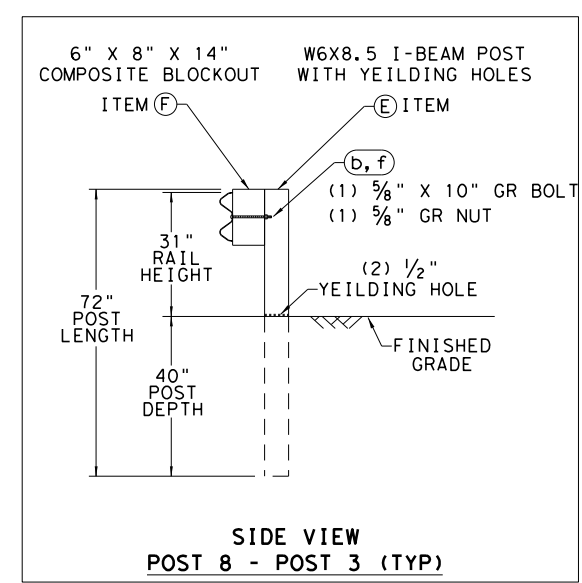 6" X 8" X 14"
COMPOSITE BLOCKOUT
ITEM F
W6X8.5 I-BEAM POST
WITH YEILDING HOLES
E ITEM
b, f
(1) 5/8" X 10" GR BOLT
(1) 5/8" GR NUT
31"
RAIL
HEIGHT
(2) 1/2"
YEILDING HOLE
72"
POST
LENGTH
FINISHED
GRADE
40"
POST
DEPTH
SIDE VIEW
POST 8 - POST 3 (TYP)